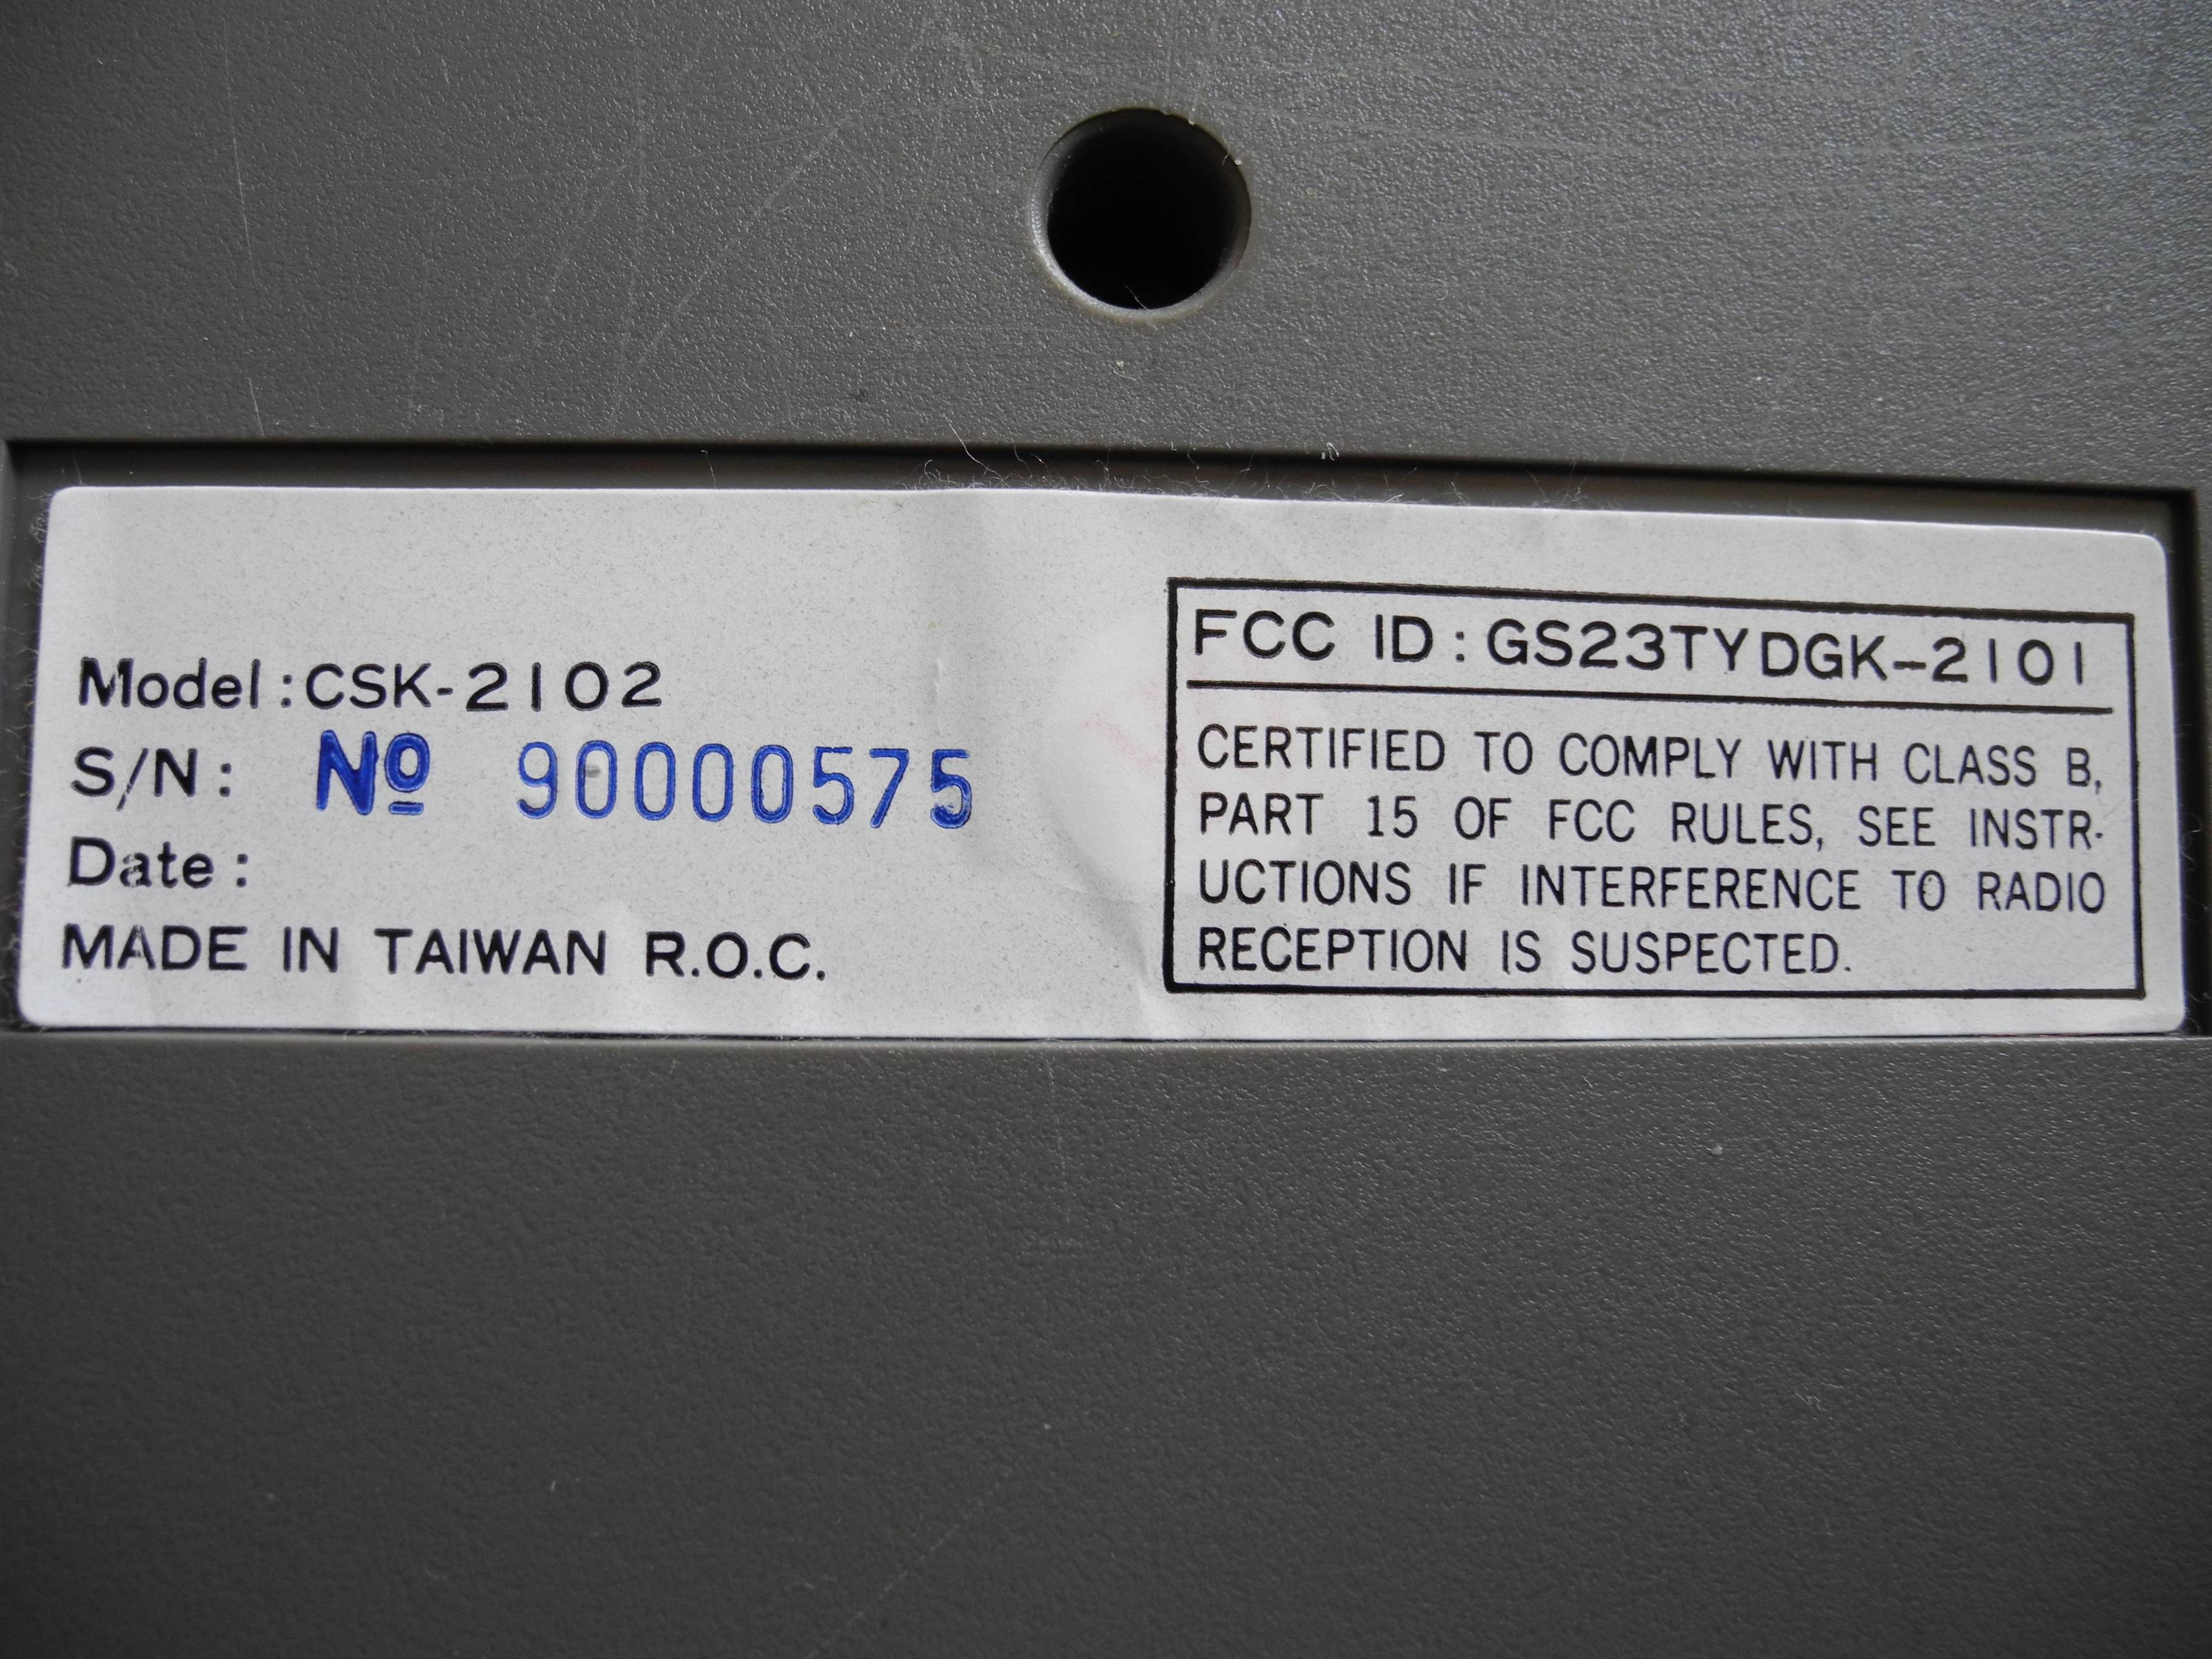 Model : CSK-2102
S/N : Nº 90000575
Date :
MADE IN TAIWAN R.O.C.
FCC ID : GS23TYDGK-2101
CERTIFIED TO COMPLY WITH CLASS B,
PART 15 OF FCC RULES, SEE INSTR-
UCTIONS IF INTERFERENCE TO RADIO
RECEPTION IS SUSPECTED.